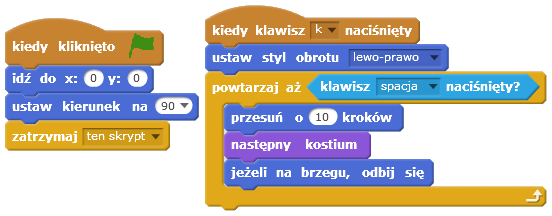 kiedy kliknięto
idź do x: 0 y: 0
ustaw kierunek na 90
zatrzymaj ten skrypt
kiedy klawisz k naciśnięty
ustaw styl obrotu lewo-prawo
powtarzaj aż klawisz spacja naciśnięty?
przesuń o 10 kroków
następny kostium
jeżeli na brzegu, odbij się